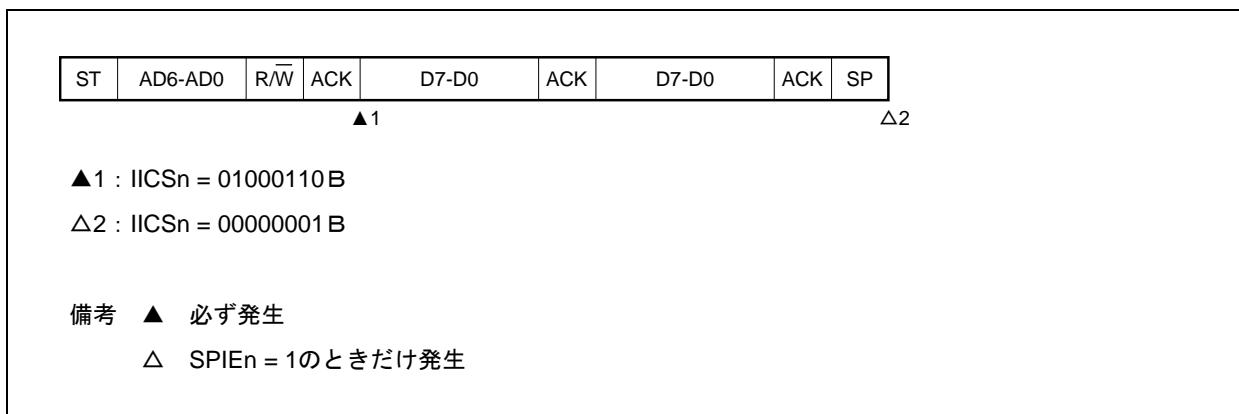 ST AD6-AD0 R/W̅ ACK D7-D0 ACK D7-D0 ACK SP
▲1 △2
▲1：IICSn = 01000110B
△2：IICSn = 00000001B
備考 ▲ 必ず発生
△ SPIEn = 1のときだけ発生